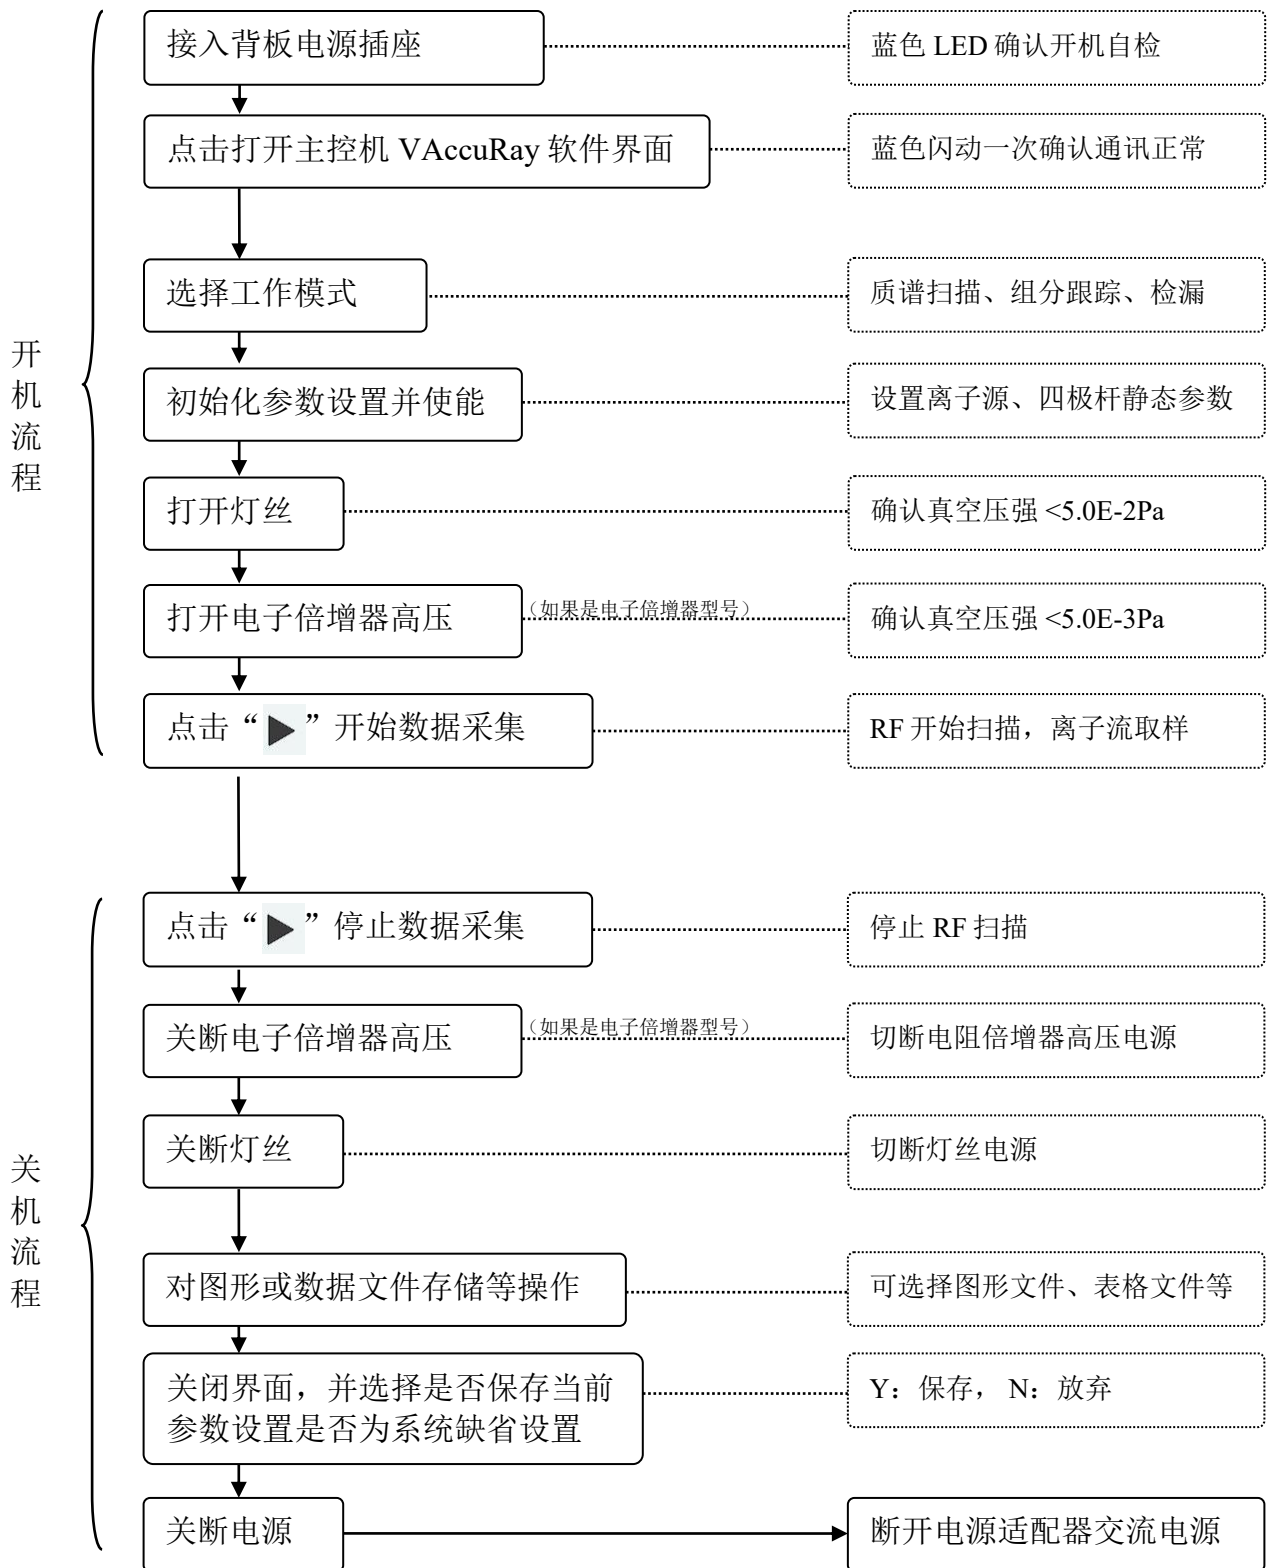 接入背板电源插座
蓝色 LED 确认开机自检
点击打开主控机 VAccuRay 软件界面
蓝色闪动一次确认通讯正常
选择工作模式
质谱扫描、组分跟踪、检漏
开机流程
初始化参数设置并使能
设置离子源、四极杆静态参数
打开灯丝
确认真空压强 <5.0E-2Pa
打开电子倍增器高压
（如果是电子倍增器型号）
确认真空压强 <5.0E-3Pa
点击“▶”开始数据采集
RF 开始扫描，离子流取样
点击“▶”停止数据采集
停止 RF 扫描
关断电子倍增器高压
（如果是电子倍增器型号）
切断电阻倍增器高压电源
关断灯丝
切断灯丝电源
关机流程
对图形或数据文件存储等操作
可选择图形文件、表格文件等
关闭界面，并选择是否保存当前
参数设置是否为系统缺省设置
Y：保存， N：放弃
关断电源
断开电源适配器交流电源